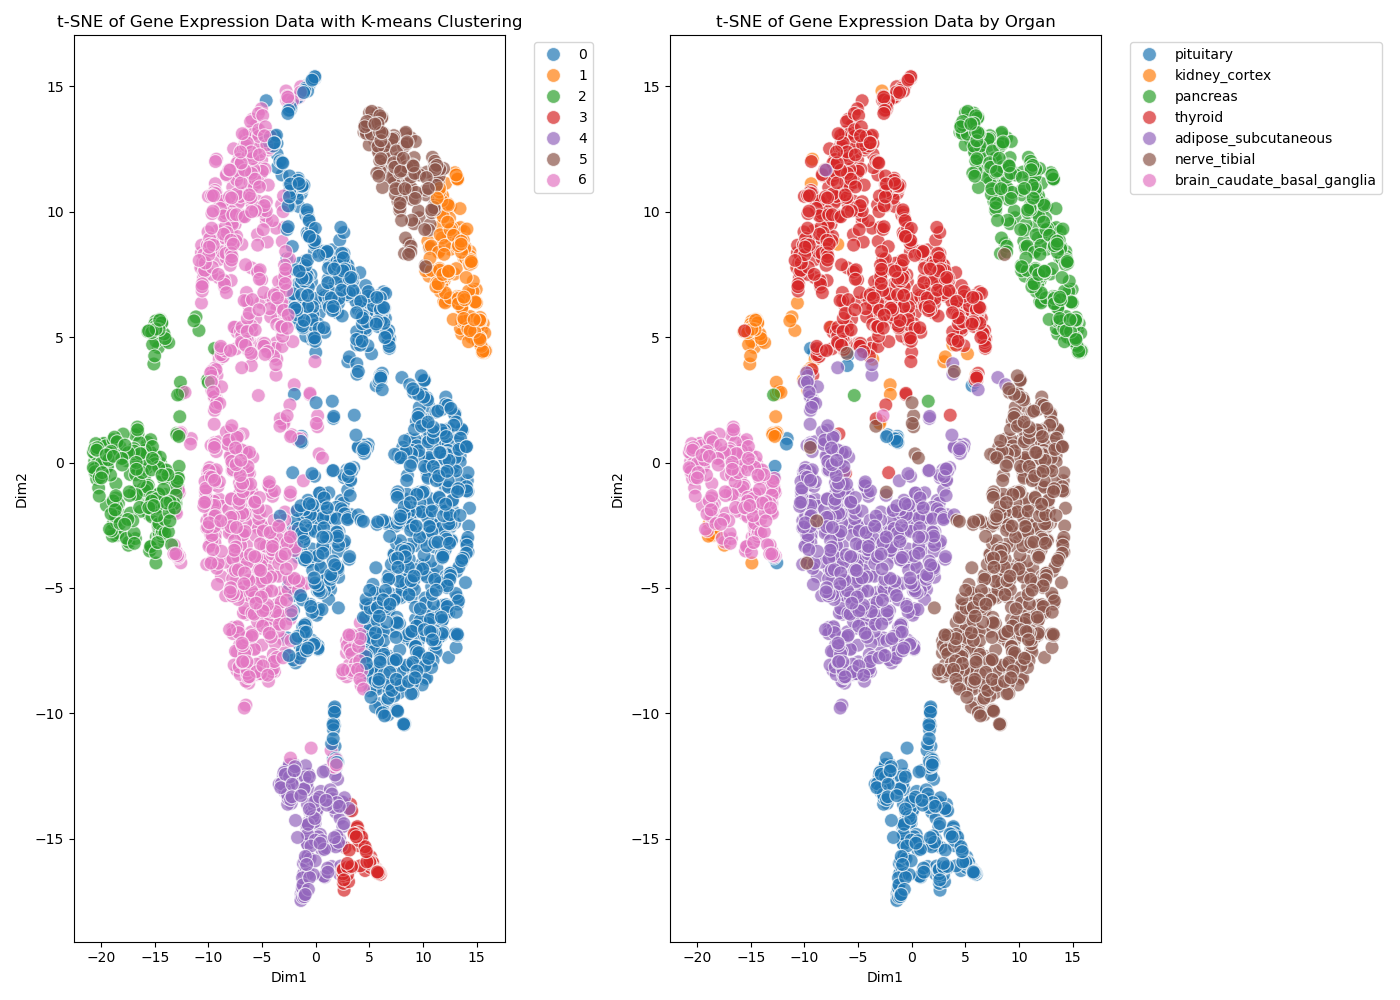 t-SNE of Gene Expression Data with K-means Clustering
15
10
5
0
−5
−10
−15
Dim2
−20 −15 −10 −5 0 5 10 15
Dim1
0
1
2
3
4
5
6
t-SNE of Gene Expression Data by Organ
15
10
5
0
−5
−10
−15
Dim2
−20 −15 −10 −5 0 5 10 15
Dim1
pituitary
kidney_cortex
pancreas
thyroid
adipose_subcutaneous
nerve_tibial
brain_caudate_basal_ganglia